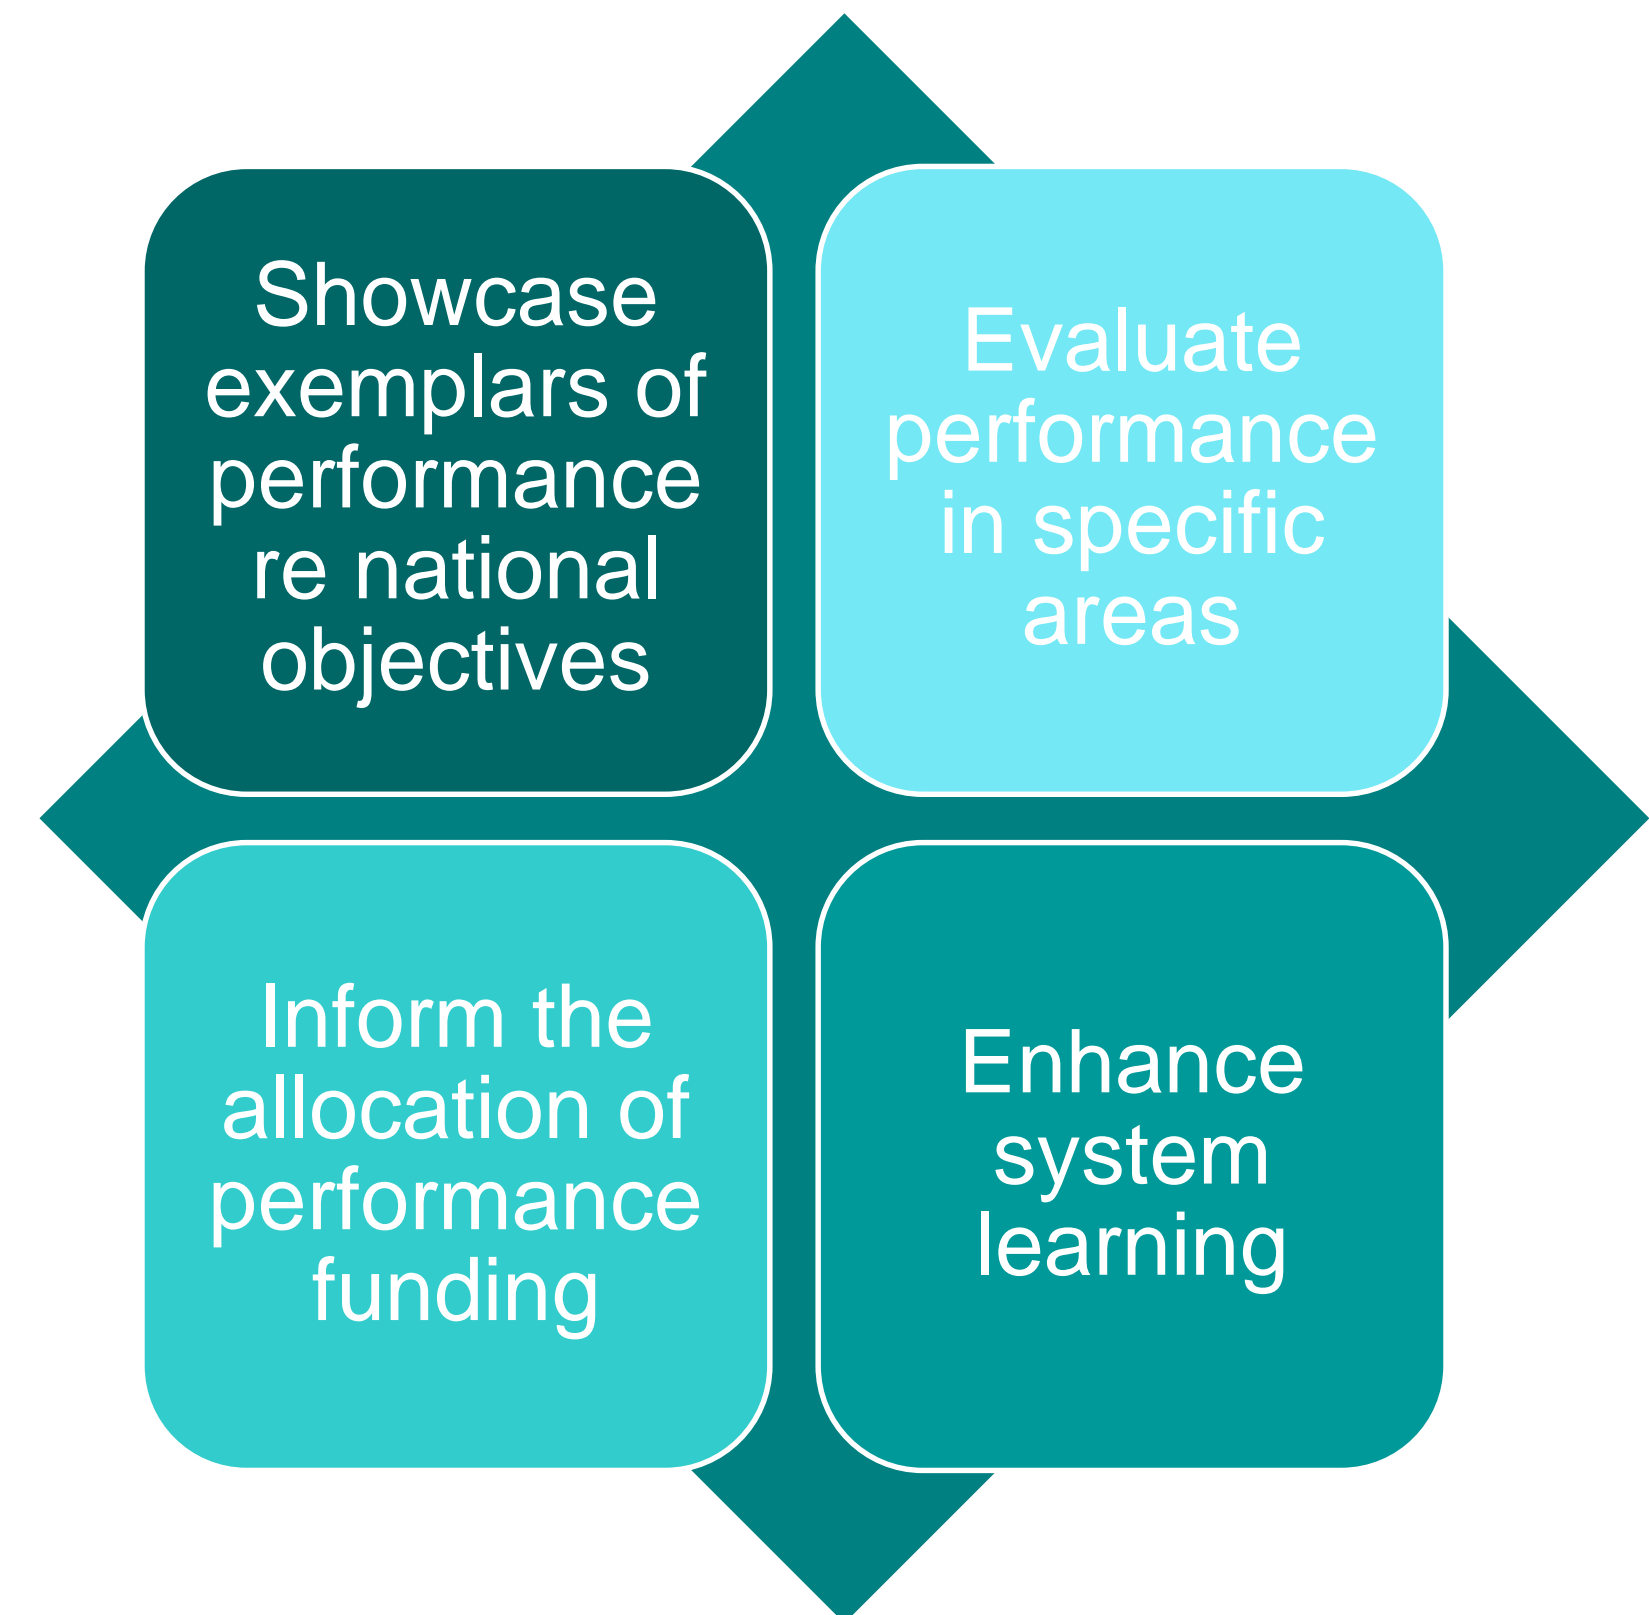 Showcase
exemplars of
performance
re national
objectives
Evaluate
performance
in specific
areas
Inform the
allocation of
performance
funding
Enhance
system
learning